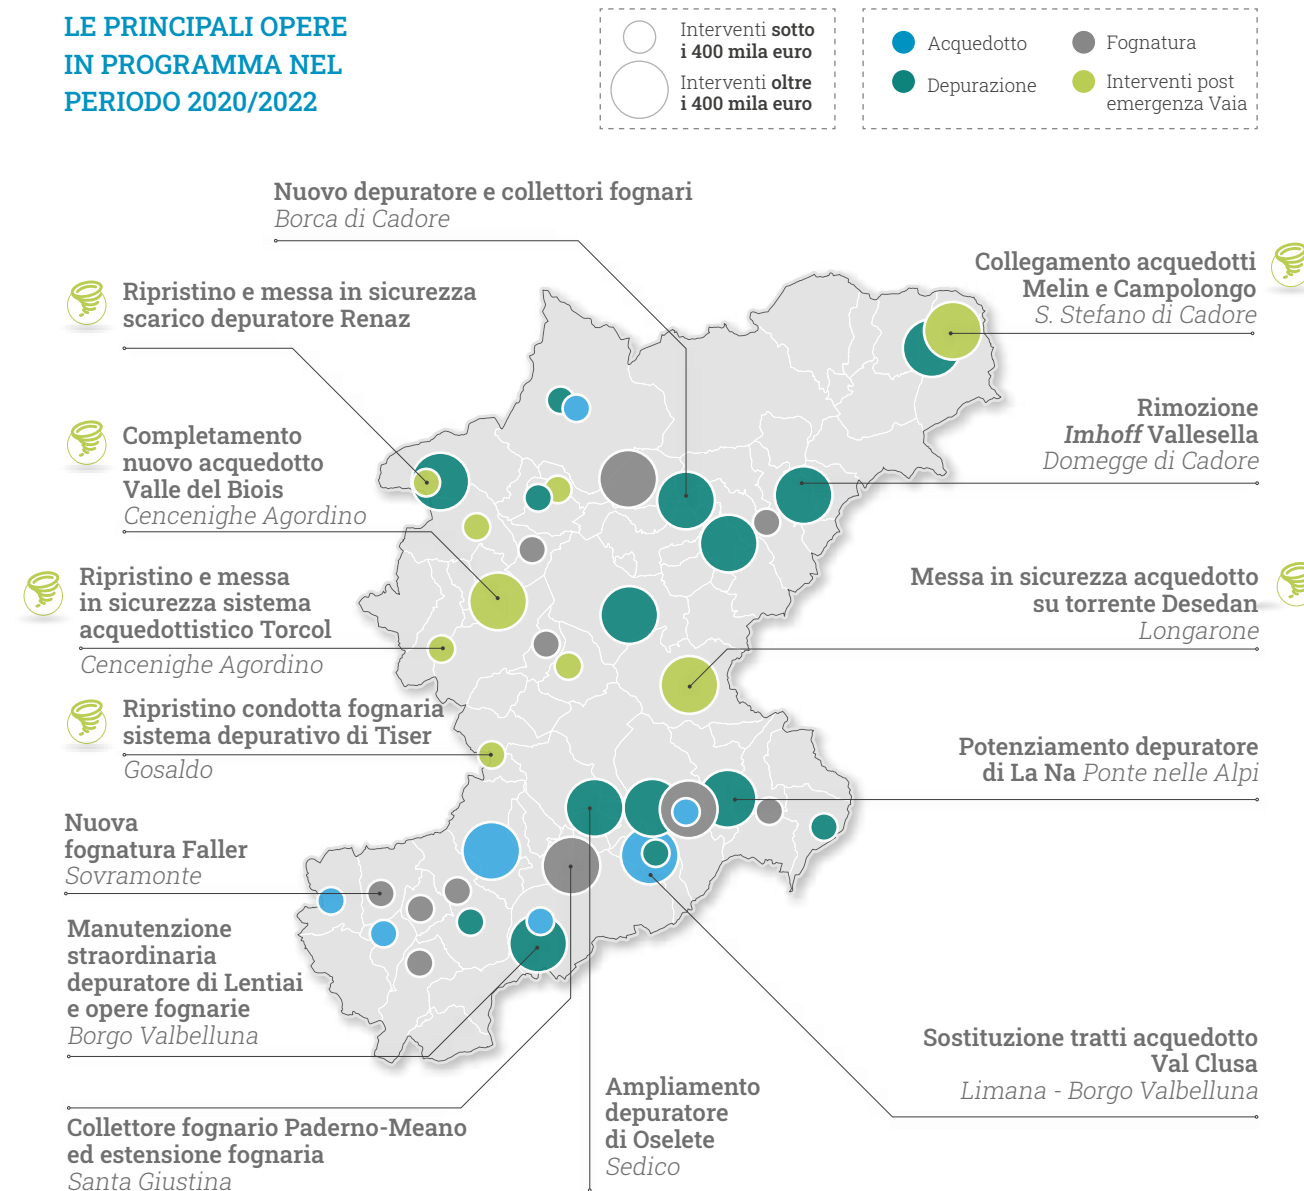 LE PRINCIPALI OPERE
IN PROGRAMMA NEL
PERIODO 2020/2022
Interventi sotto
i 400 mila euro
Interventi oltre
i 400 mila euro
Acquedotto
Depurazione
Fognatura
Interventi post
emergenza Vaia
Nuovo depuratore e collettori fognari
Borca di Cadore
Ripristino e messa in sicurezza
scarico depuratore Renaz
Completamento
nuovo acquedotto
Valle del Biois
Cencenighe Agordino
Ripristino e messa
in sicurezza sistema
acquedottistico Torcol
Cencenighe Agordino
Ripristino condotta fognaria
sistema depurativo di Tiser
Gosaldo
Nuova
fognatura Faller
Sovramonte
Manutenzione
straordinaria
depuratore di Lentiai
e opere fognarie
Borgo Valbelluna
Collettore fognario Paderno-Meano
ed estensione fognaria
Santa Giustina
Ampliamento
depuratore
di Oselete
Sedico
Collegamento acquedotti
Melin e Campolongo
S. Stefano di Cadore
Rimozione
Imhoff Vallesella
Domegge di Cadore
Messa in sicurezza acquedotto
su torrente Desedan
Longarone
Potenziamento depuratore
di La Na Ponte nelle Alpi
Sostituzione tratti acquedotto
Val Clusa
Limana - Borgo Valbelluna